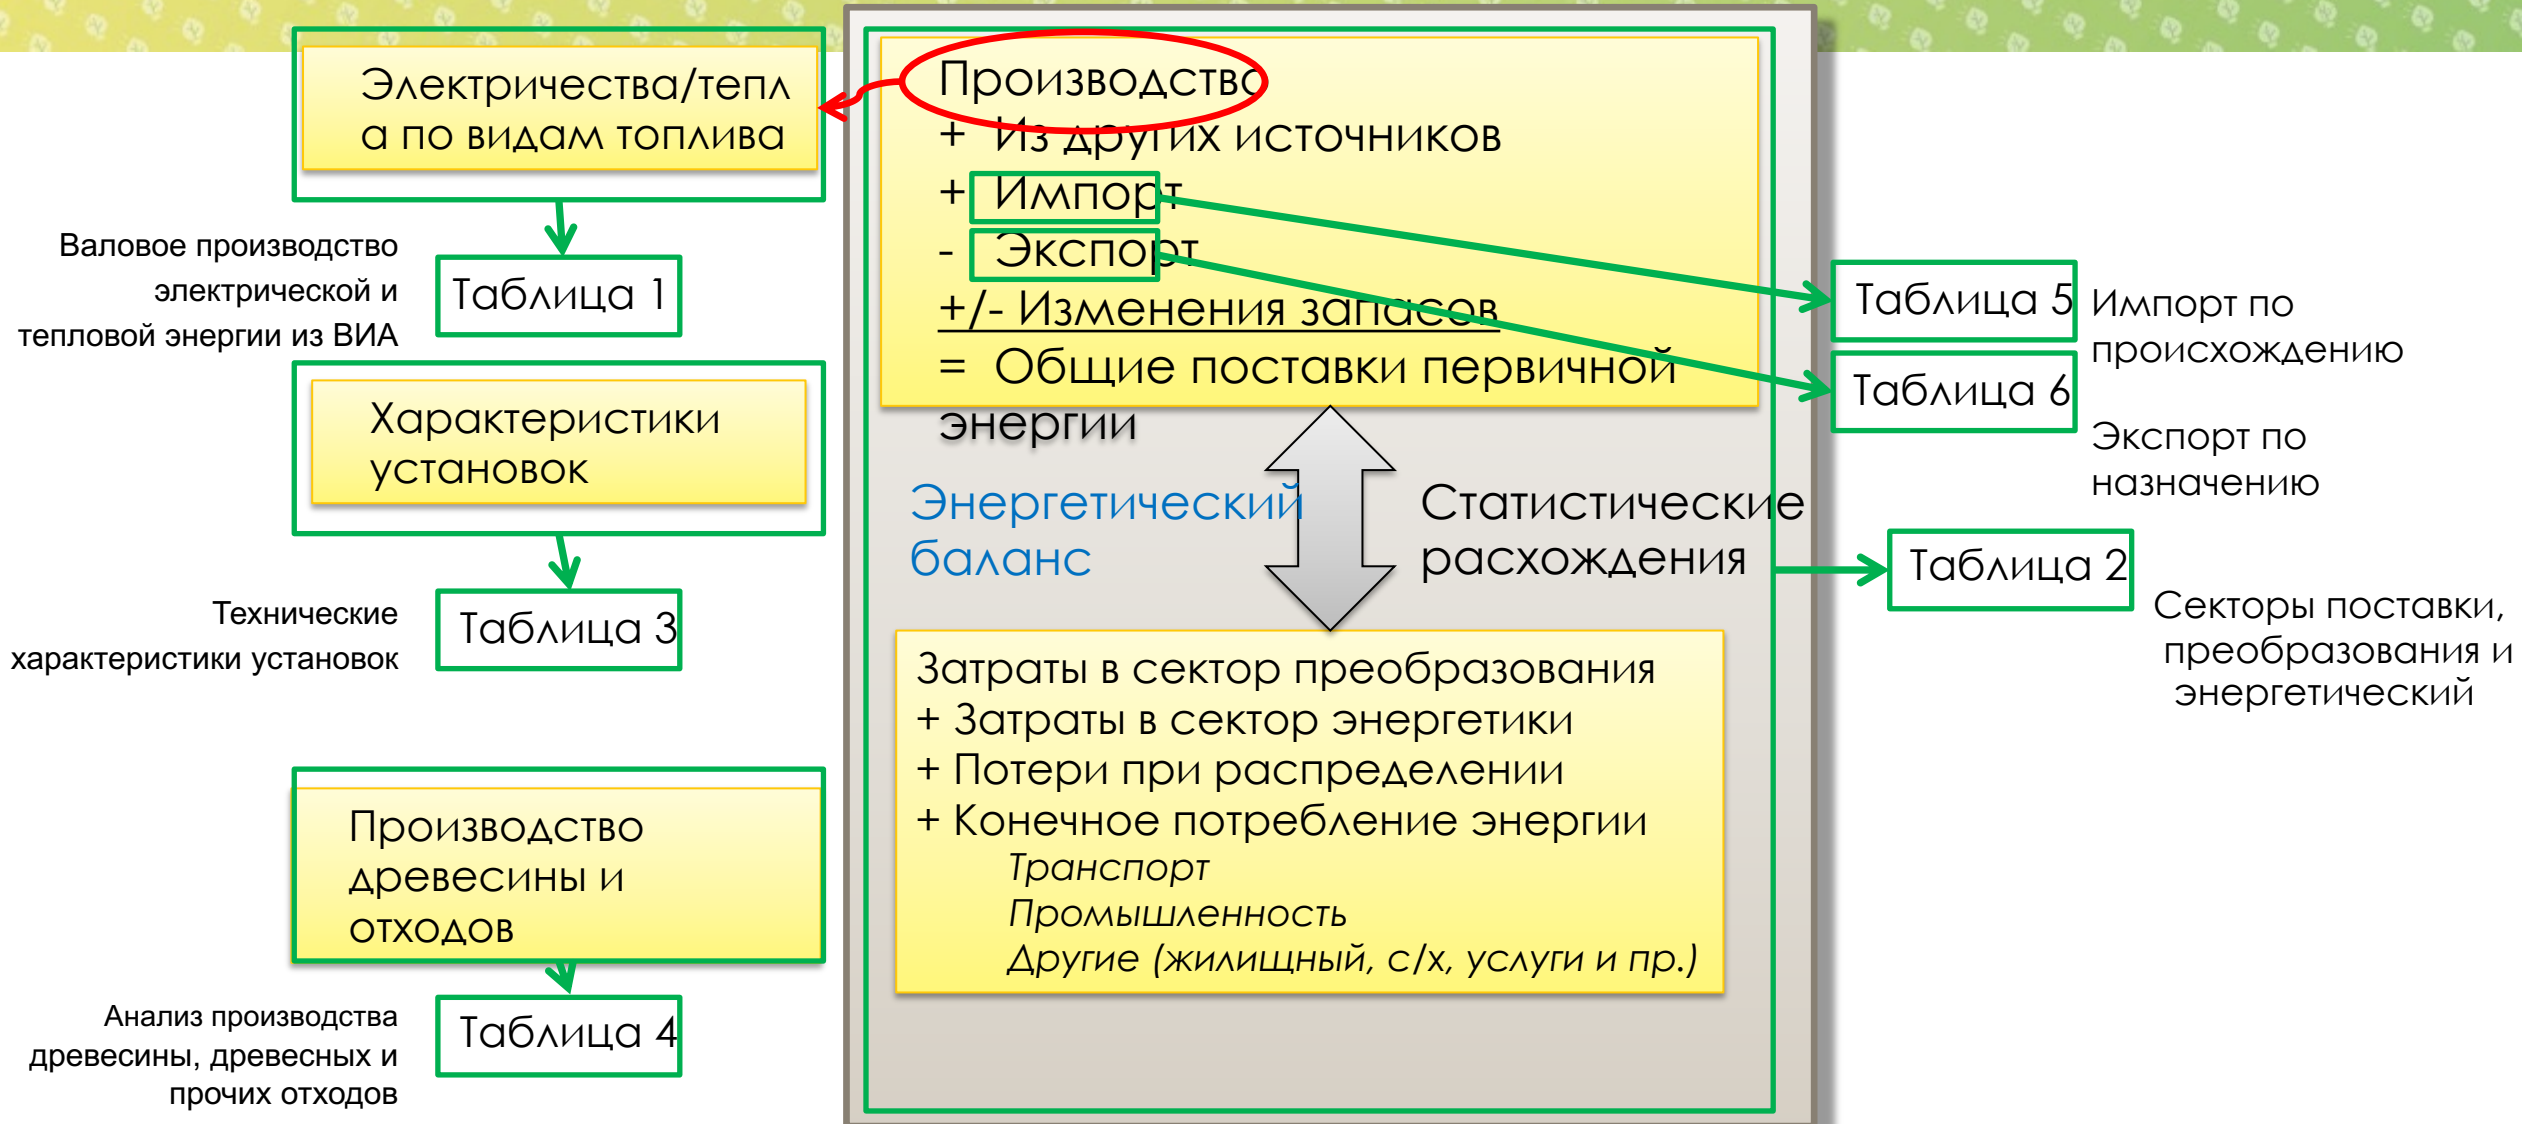 Электричества/тепл
а по видам топлива
Валовое производство
электрической и
тепловой энергии из ВИА
Таблица 1
Характеристики
установок
Технические
характеристики установок
Таблица 3
Производство
древесины и
отходов
Анализ производства
древесины, древесных и
прочих отходов
Таблица 4
Производство
+ Из других источников
+ Импорт
- Экспорт
+/- Изменения запасов
= Общие поставки первичной
энергии
Энергетический
баланс
Статистические
расхождения
Затраты в сектор преобразования
+ Затраты в сектор энергетики
+ Потери при распределении
+ Конечное потребление энергии
Транспорт
Промышленность
Другие (жилищный, с/х, услуги и пр.)
Таблица 5
Импорт по
происхождению
Таблица 6
Экспорт по
назначению
Таблица 2
Секторы поставки,
преобразования и
энергетический